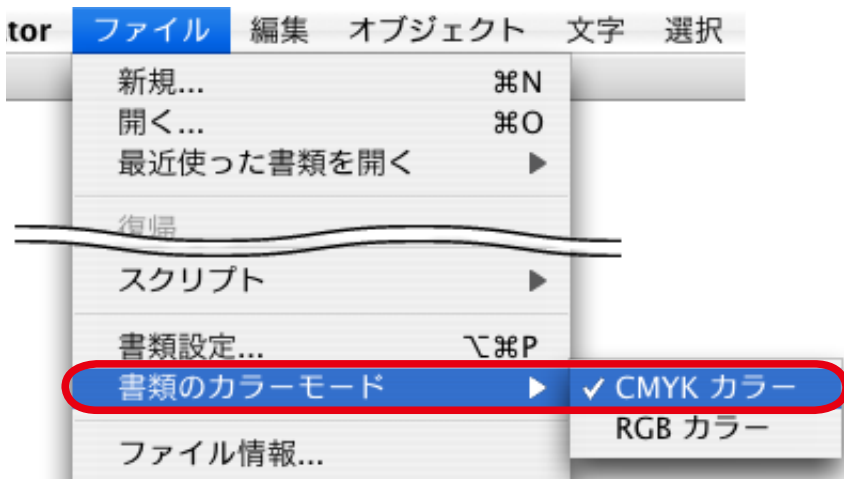 tor ファイル 編集 オブジェクト 文字 選択
新規... ⌘N
開く... ⌘O
最近使った書類を開く ▶
復帰
スクリプト ▶
書類設定... ⌥⌘P
書類のカラーモード ▶ ✓ CMYK カラー
RGB カラー
ファイル情報...